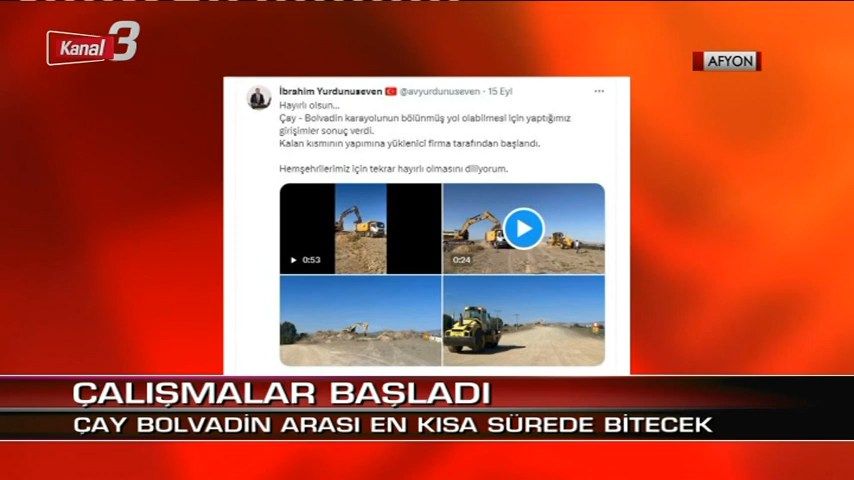 Kanal 3
AFYON
İbrahim Yurdunuseven 🇹🇷 @avyurdunuseven · 15 Eyl
Hayırlı olsun...
Çay - Bolvadin karayolunun bölünmüş yol olabilmesi için yaptığımız
girişimler sonuç verdi.
Kalan kısmının yapımına yüklenici firma tarafından başlandı.
Hemşehrilerimiz için tekrar hayırlı olmasını diliyorum.
0:53
0:24
ÇALIŞMALAR BAŞLADI
ÇAY BOLVADİN ARASI EN KISA SÜREDE BİTECEK